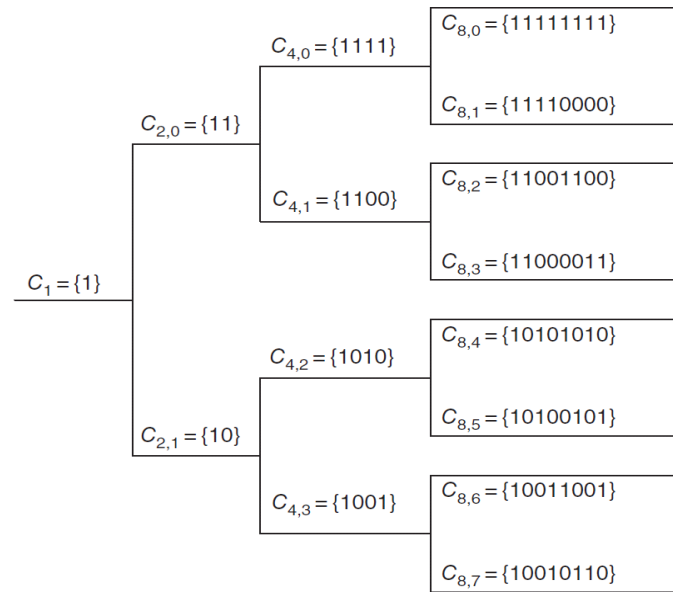 C8,0 = {11111111}
C4,0 = {1111}
C8,1 = {11110000}
C2,0 = {11}
C8,2 = {11001100}
C4,1 = {1100}
C8,3 = {11000011}
C1 = {1}
C8,4 = {10101010}
C4,2 = {1010}
C8,5 = {10100101}
C2,1 = {10}
C8,6 = {10011001}
C4,3 = {1001}
C8,7 = {10010110}